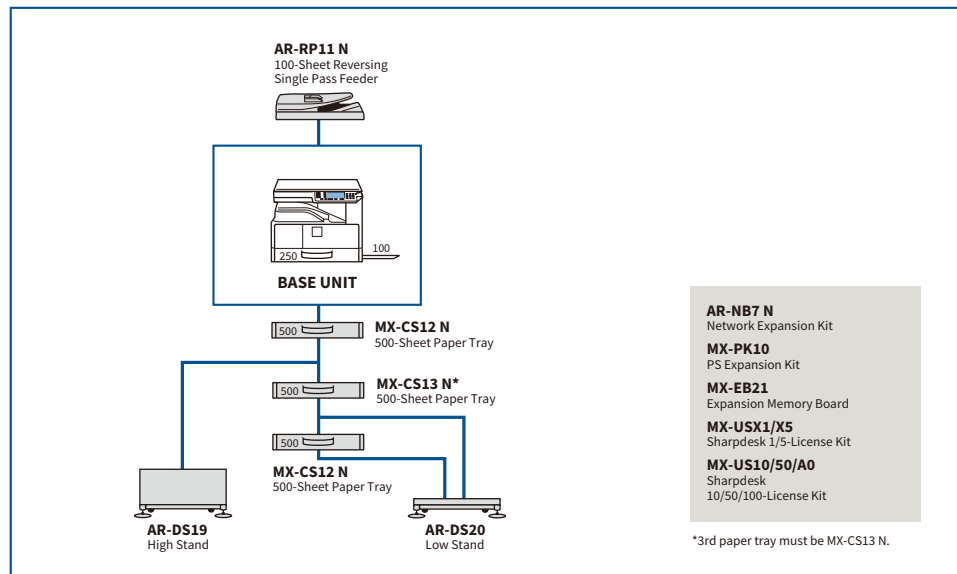 AR-RP11 N
100-Sheet Reversing
Single Pass Feeder
250
100
BASE UNIT
500
MX-CS12 N
500-Sheet Paper Tray
500
MX-CS13 N*
500-Sheet Paper Tray
500
MX-CS12 N
500-Sheet Paper Tray
AR-DS19
High Stand
AR-DS20
Low Stand
AR-NB7 N
Network Expansion Kit
MX-PK10
PS Expansion Kit
MX-EB21
Expansion Memory Board
MX-USX1/X5
Sharpdesk 1/5-License Kit
MX-US10/50/A0
Sharpdesk
10/50/100-License Kit
*3rd paper tray must be MX-CS13 N.